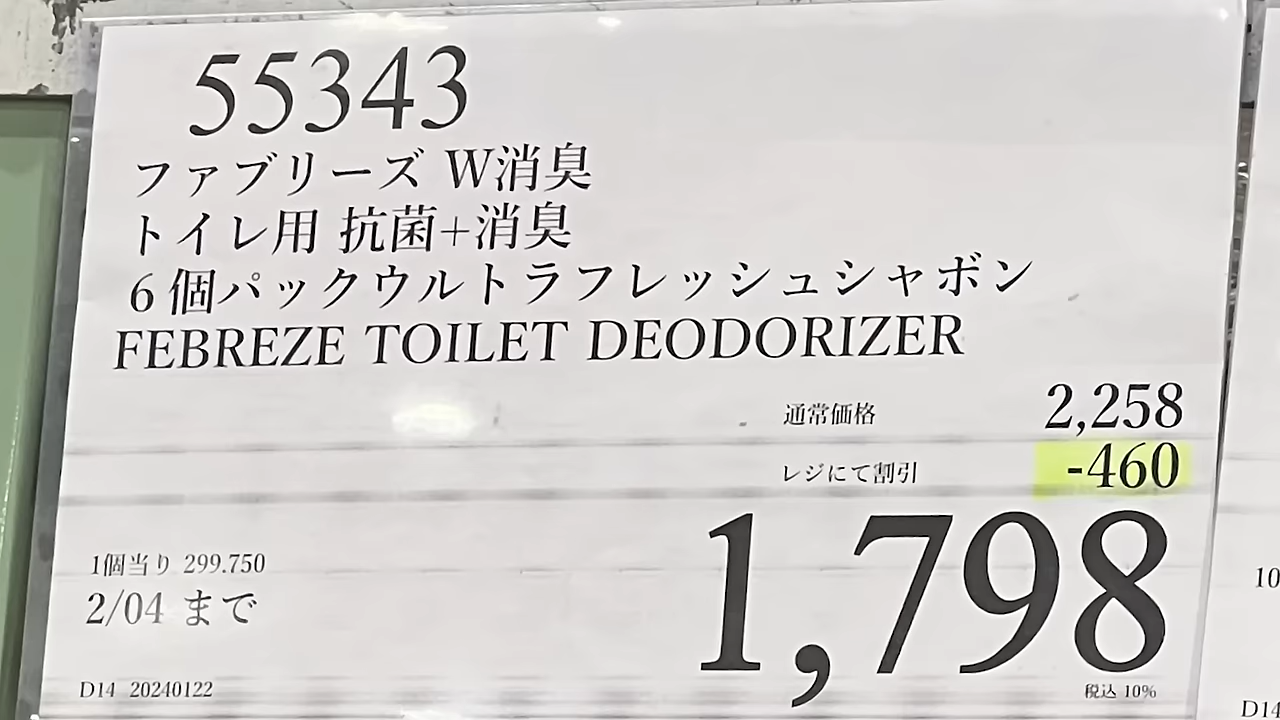 55343
ファブリーズ W消臭
トイレ用 抗菌+消臭
6個パックウルトラフレッシュシャボン
FEBREZE TOILET DEODORIZER
通常価格 2,258
レジにて割引 -460
1,798
1個当り 299.750
2/04 まで
D14 20240122
税込 10%
10
D14